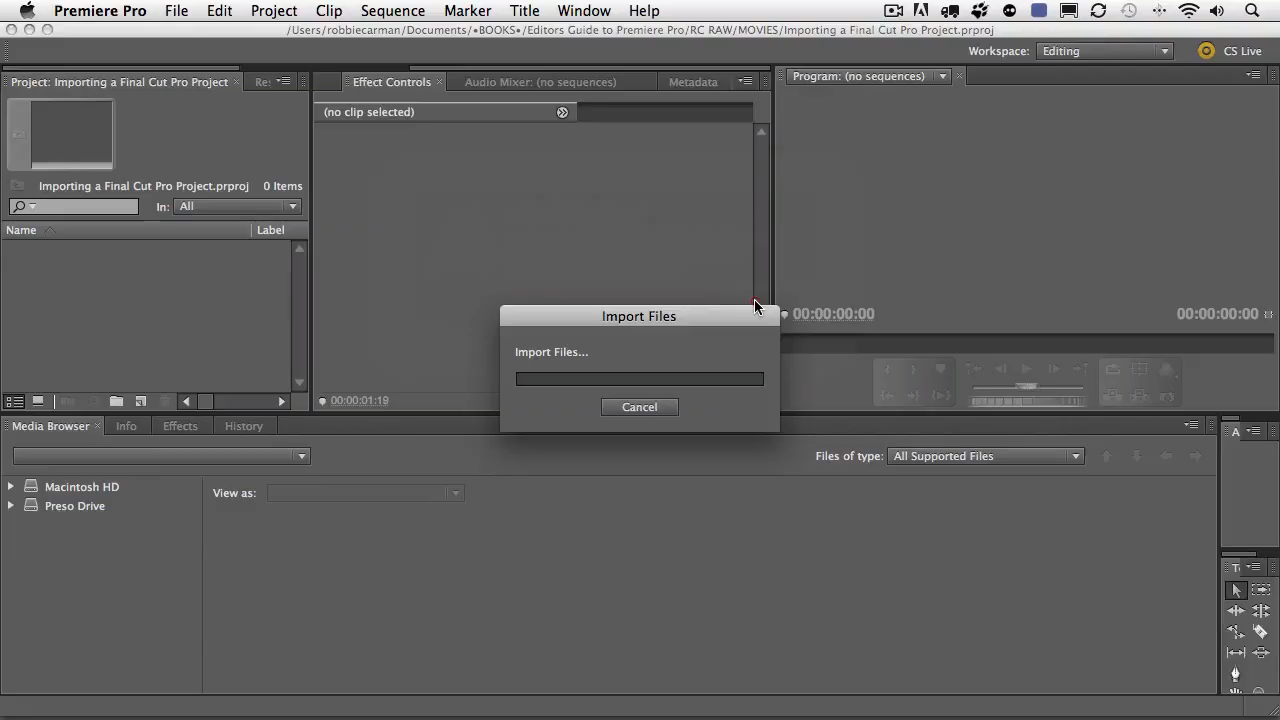 Premiere Pro File Edit Project Clip Sequence Marker Title Window Help
/Users/robbiecarman/Documents/•BOOKS•/Editors Guide to Premiere Pro/RC RAW/MOVIES/Importing a Final Cut Pro Project.prproj
Workspace: Editing CS Live
Project: Importing a Final Cut Pro Project Re: Effect Controls Audio Mixer: (no sequences) Metadata Program: (no sequences)
(no clip selected)
Importing a Final Cut Pro Project.prproj 0 Items
In: All
Name Label
00:00:00:00 00:00:00:00
Import Files
Import Files...
Cancel
00:00:01:19
Media Browser Info Effects History A
Files of type: All Supported Files
Macintosh HD View as:
Preso Drive
T